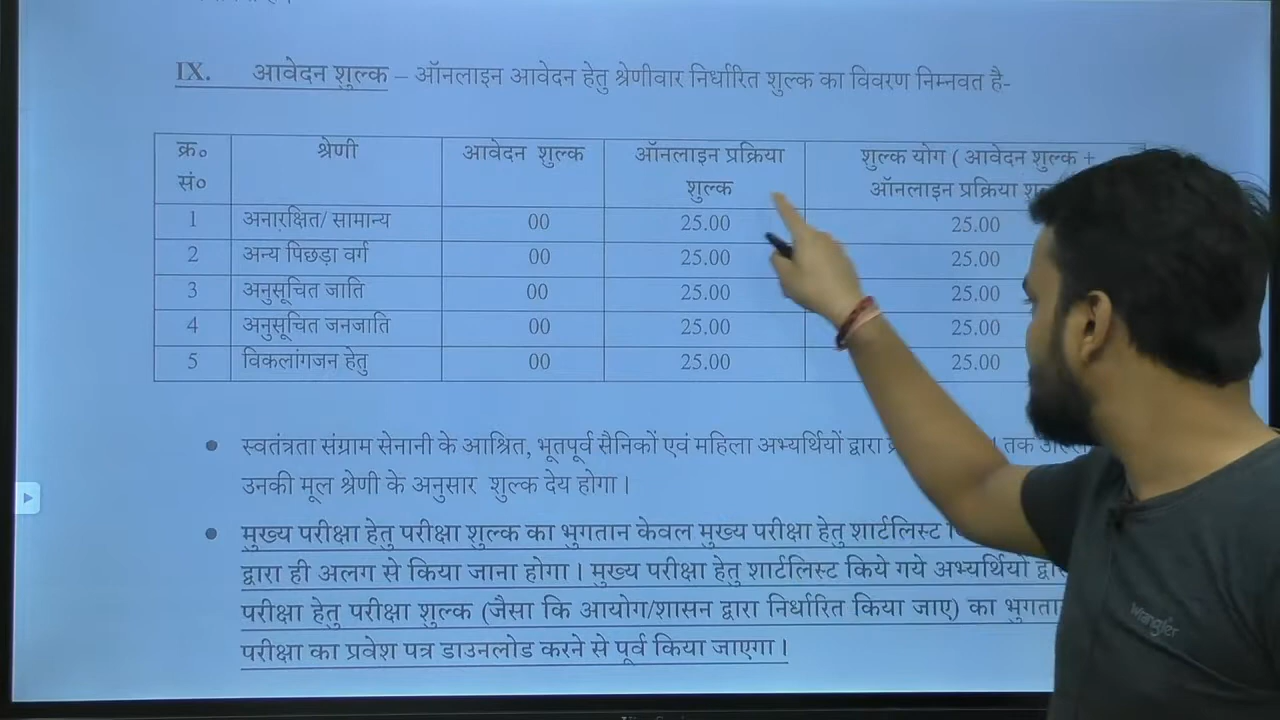 IX. आवेदन शुल्क – ऑनलाइन आवेदन हेतु श्रेणीवार निर्धारित शुल्क का विवरण निम्नवत है-
क्र० सं० श्रेणी आवेदन शुल्क ऑनलाइन प्रक्रिया शुल्क शुल्क योग ( आवेदन शुल्क + ऑनलाइन प्रक्रिया
1 अनारक्षित/ सामान्य 00 25.00 25.00
2 अन्य पिछड़ा वर्ग 00 25.00 25.00
3 अनुसूचित जाति 00 25.00 25.00
4 अनुसूचित जनजाति 00 25.00 25.00
5 विकलांगजन हेतु 00 25.00 25.00
● स्वतंत्रता संग्राम सेनानी के आश्रित, भूतपूर्व सैनिकों एवं महिला अभ्यर्थियों द्वारा
उनकी मूल श्रेणी के अनुसार शुल्क देय होगा।
● मुख्य परीक्षा हेतु परीक्षा शुल्क का भुगतान केवल मुख्य परीक्षा हेतु शार्टलिस्ट
द्वारा ही अलग से किया जाना होगा। मुख्य परीक्षा हेतु शार्टलिस्ट किये गये अभ्यर्थियों
परीक्षा हेतु परीक्षा शुल्क (जैसा कि आयोग/शासन द्वारा निर्धारित किया जाए) का
परीक्षा का प्रवेश पत्र डाउनलोड करने से पूर्व किया जाएगा।
wrangler